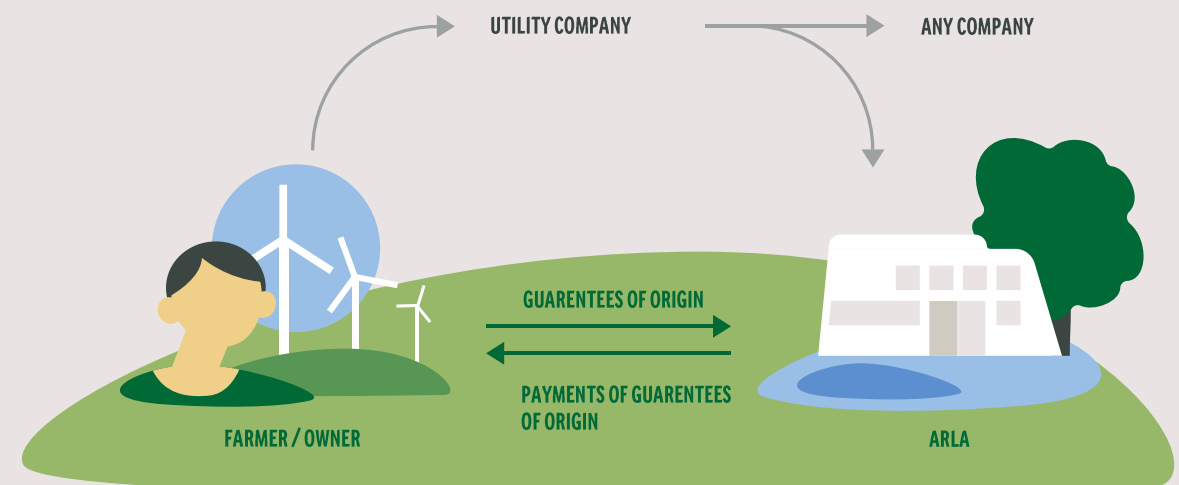 UTILITY COMPANY
ANY COMPANY
GUARENTEES OF ORIGIN
PAYMENTS OF GUARENTEES
OF ORIGIN
FARMER / OWNER
ARLA